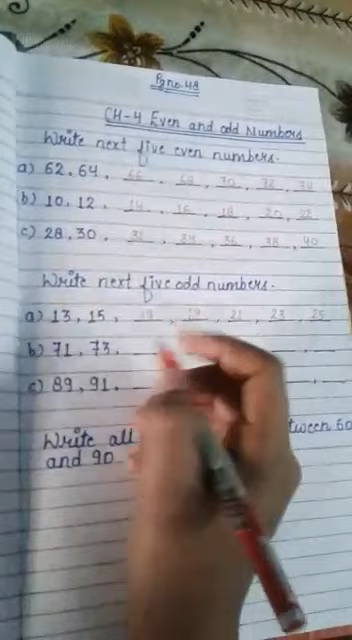 Pg no. 48
CH-4 Even and odd Numbers
Write next five even numbers.
a) 62, 64, 66, 68, 70, 72, 74
b) 10, 12, 14, 16, 18, 20, 22
c) 28, 30, 32, 34, 36, 38, 40
Write next five odd numbers.
a) 13, 15, 17, 19, 21, 23, 25
b) 71, 73,
c) 89, 91,
Write all tween 60
and 90